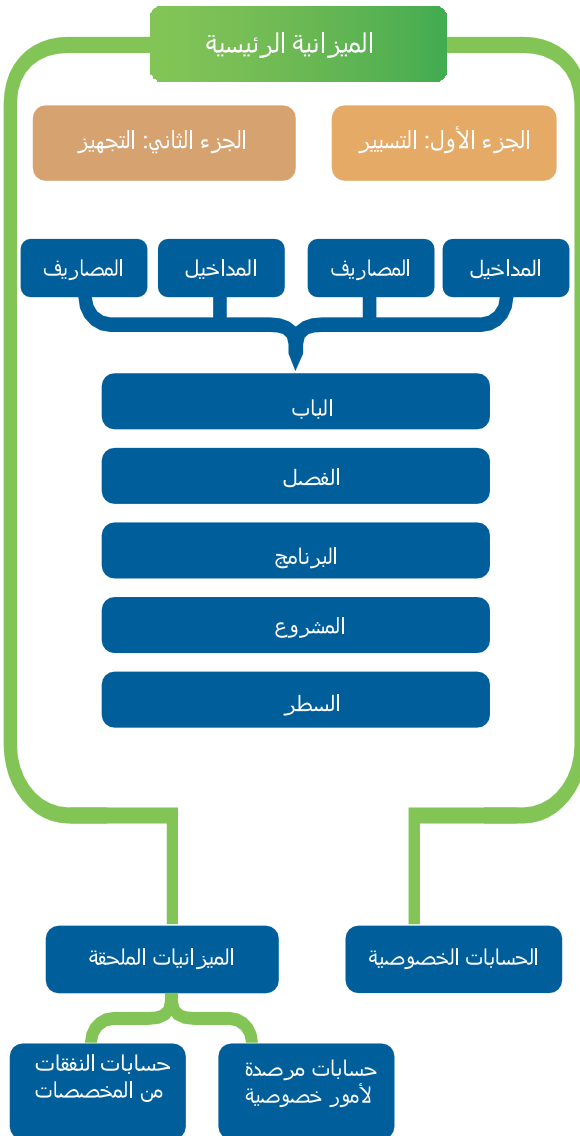 الميزانية الرئيسية
الجزء الأول: التسيير
الجزء الثاني: التجهيز
المداخيل
المصاريف
المداخيل
المصاريف
الباب
الفصل
البرنامج
المشروع
السطر
الحسابات الخصوصية
الميزانيات الملحقة
حسابات مرصدة
لأمور خصوصية
حسابات النفقات
من المخصصات